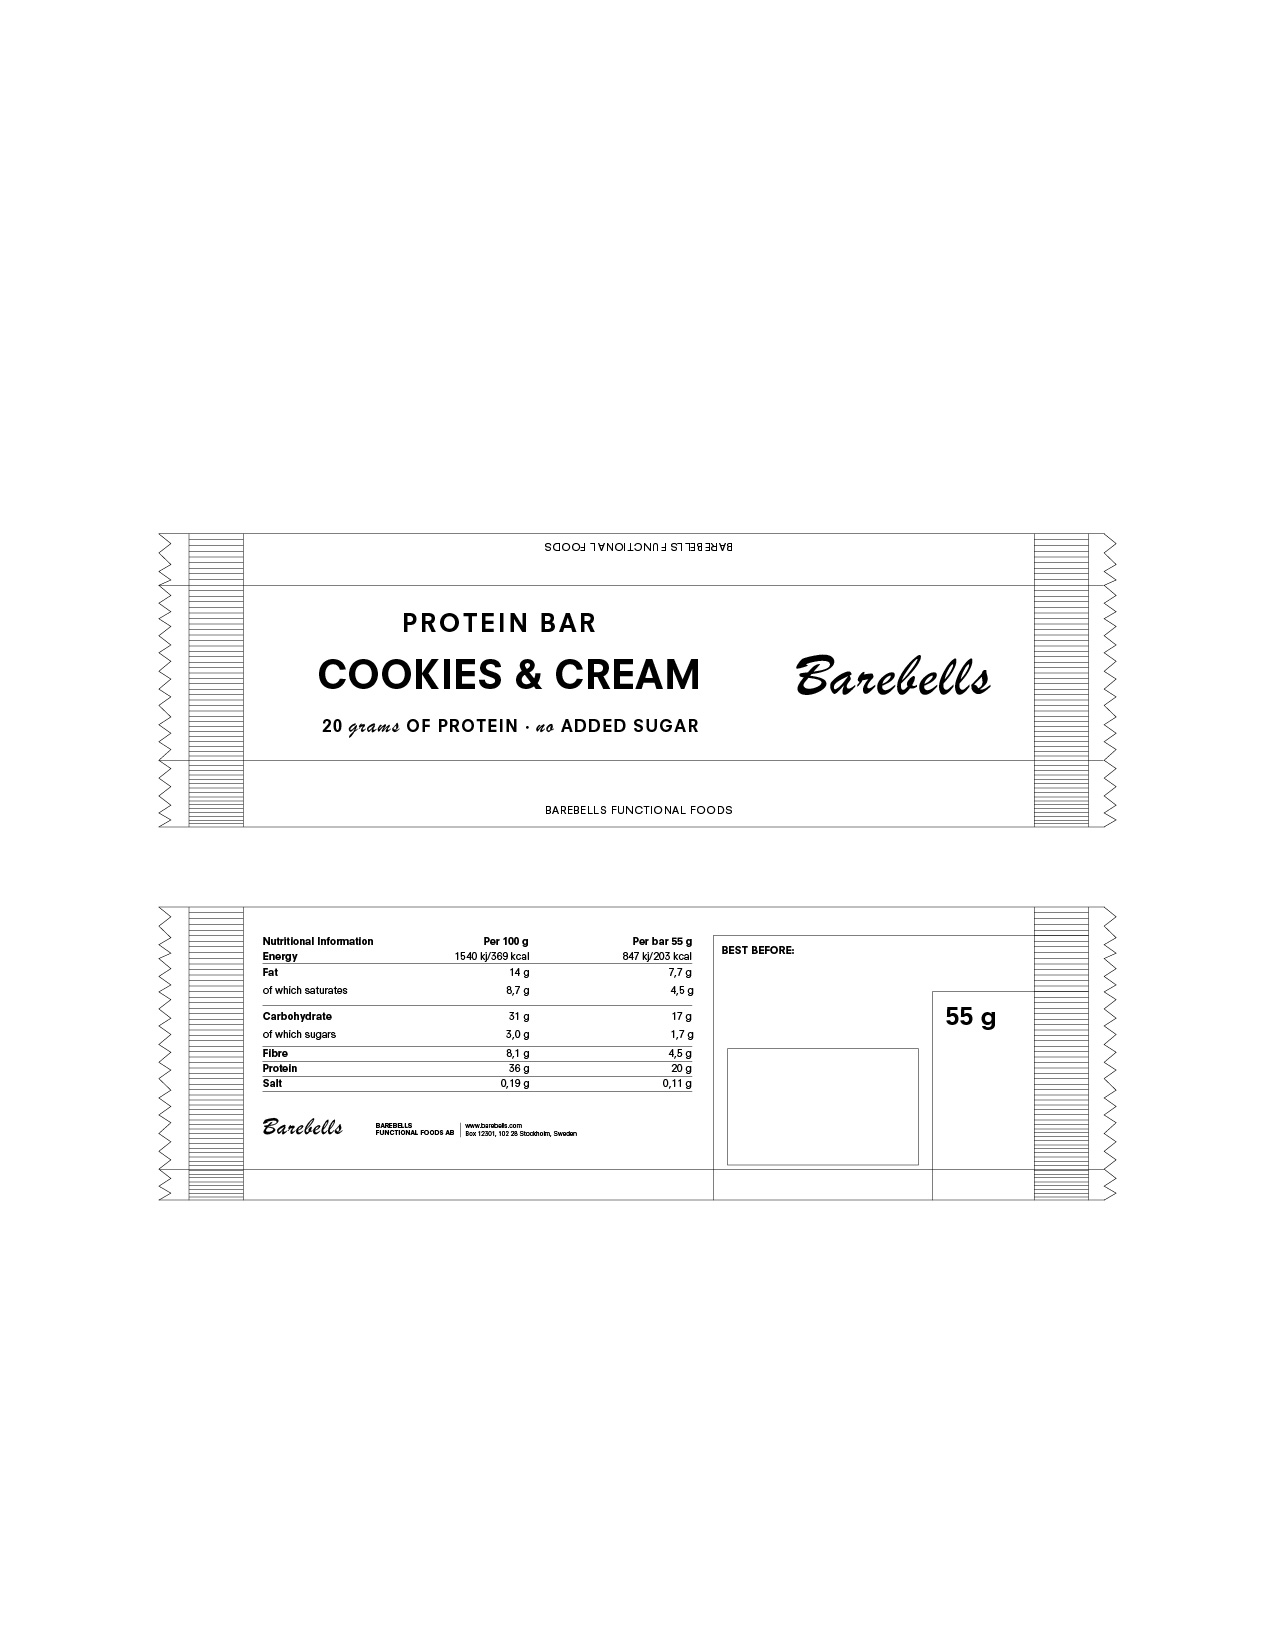 BAREBELLS FUNCTIONAL FOODS
PROTEIN BAR
COOKIES & CREAM
20 grams OF PROTEIN · no ADDED SUGAR
Barebells
BAREBELLS FUNCTIONAL FOODS
Nutritional Information Per 100 g Per bar 55 g
Energy 1540 kj/369 kcal 847 kj/203 kcal
Fat 14 g 7,7 g
of which saturates 8,7 g 4,5 g
Carbohydrate 31 g 17 g
of which sugars 3,0 g 1,7 g
Fibre 8,1 g 4,5 g
Protein 36 g 20 g
Salt 0,19 g 0,11 g
Barebells
BAREBELLS
FUNCTIONAL FOODS AB
www.barebells.com
Box 12301, 102 28 Stockholm, Sweden
BEST BEFORE:
55 g